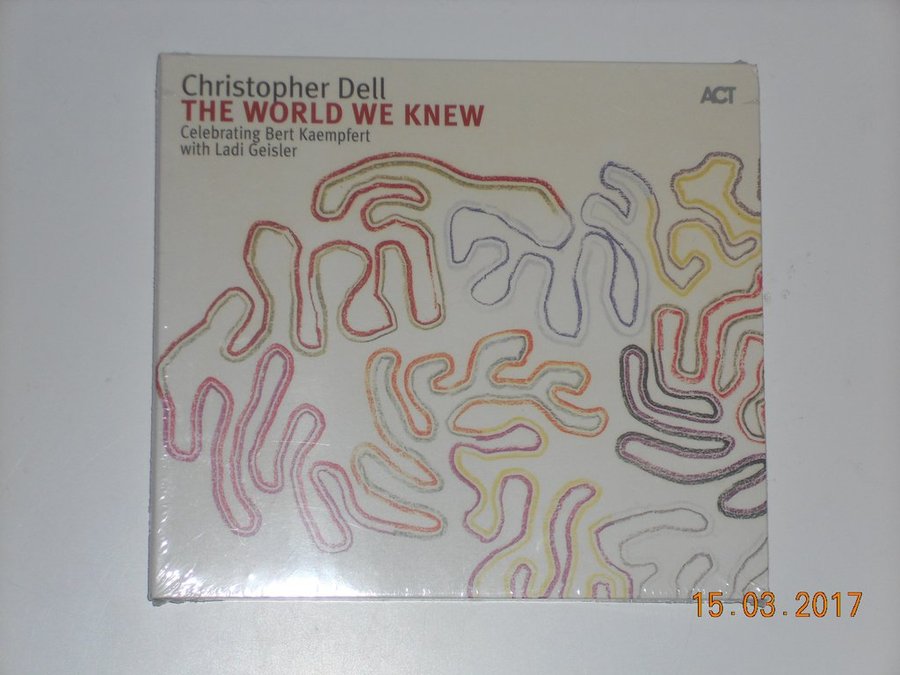 Christopher Dell
THE WORLD WE KNEW
Celebrating Bert Kaempfert
with Ladi Geisler
ACT
15.03.2017